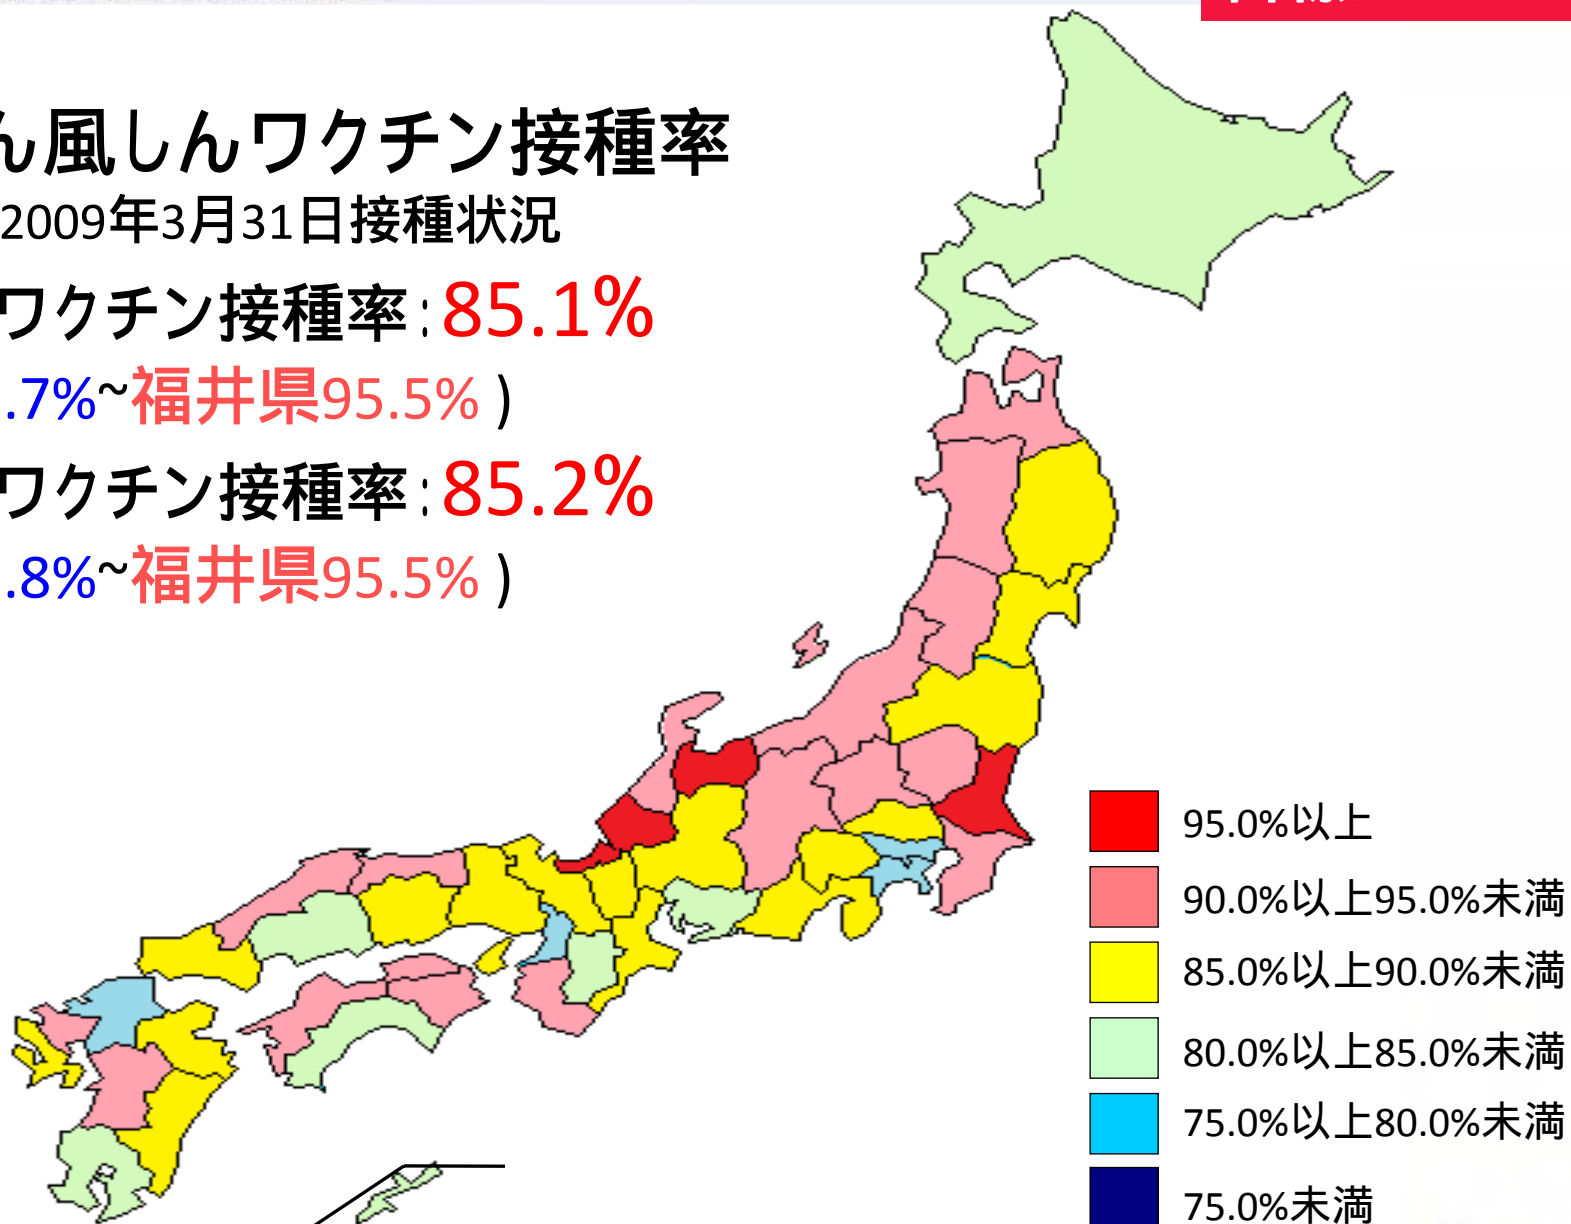 ん風しんワクチン接種率
2009年3月31日接種状況
ワクチン接種率:85.1%
.7%~福井県95.5% )
ワクチン接種率:85.2%
.8%~福井県95.5% )
95.0%以上
90.0%以上95.0%未満
85.0%以上90.0%未満
80.0%以上85.0%未満
75.0%以上80.0%未満
75.0%未満